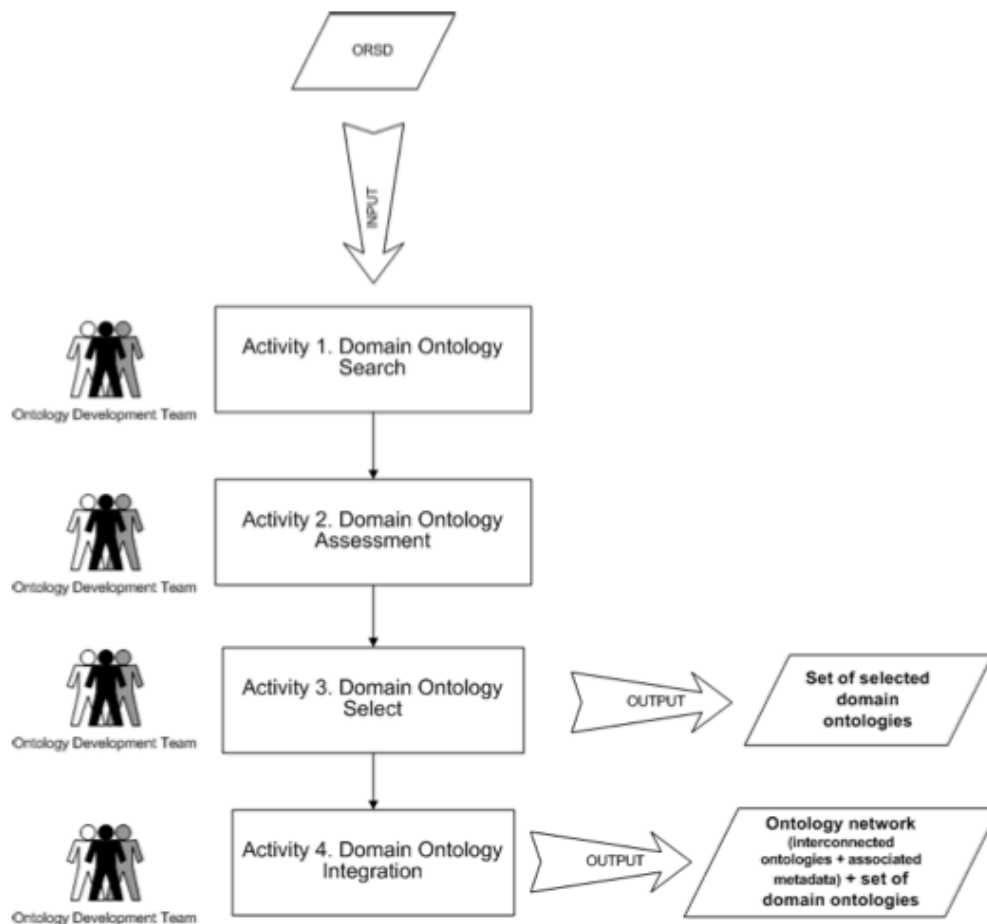 ORSD
INPUT
Activity 1. Domain Ontology
Search
Ontology Development Team
Activity 2. Domain Ontology
Assessment
Ontology Development Team
Activity 3. Domain Ontology
Select
Ontology Development Team
OUTPUT
Set of selected
domain
ontologies
Activity 4. Domain Ontology
Integration
Ontology Development Team
OUTPUT
Ontology network
(interconnected
ontologies + associated
metadata) + set of
domain ontologies